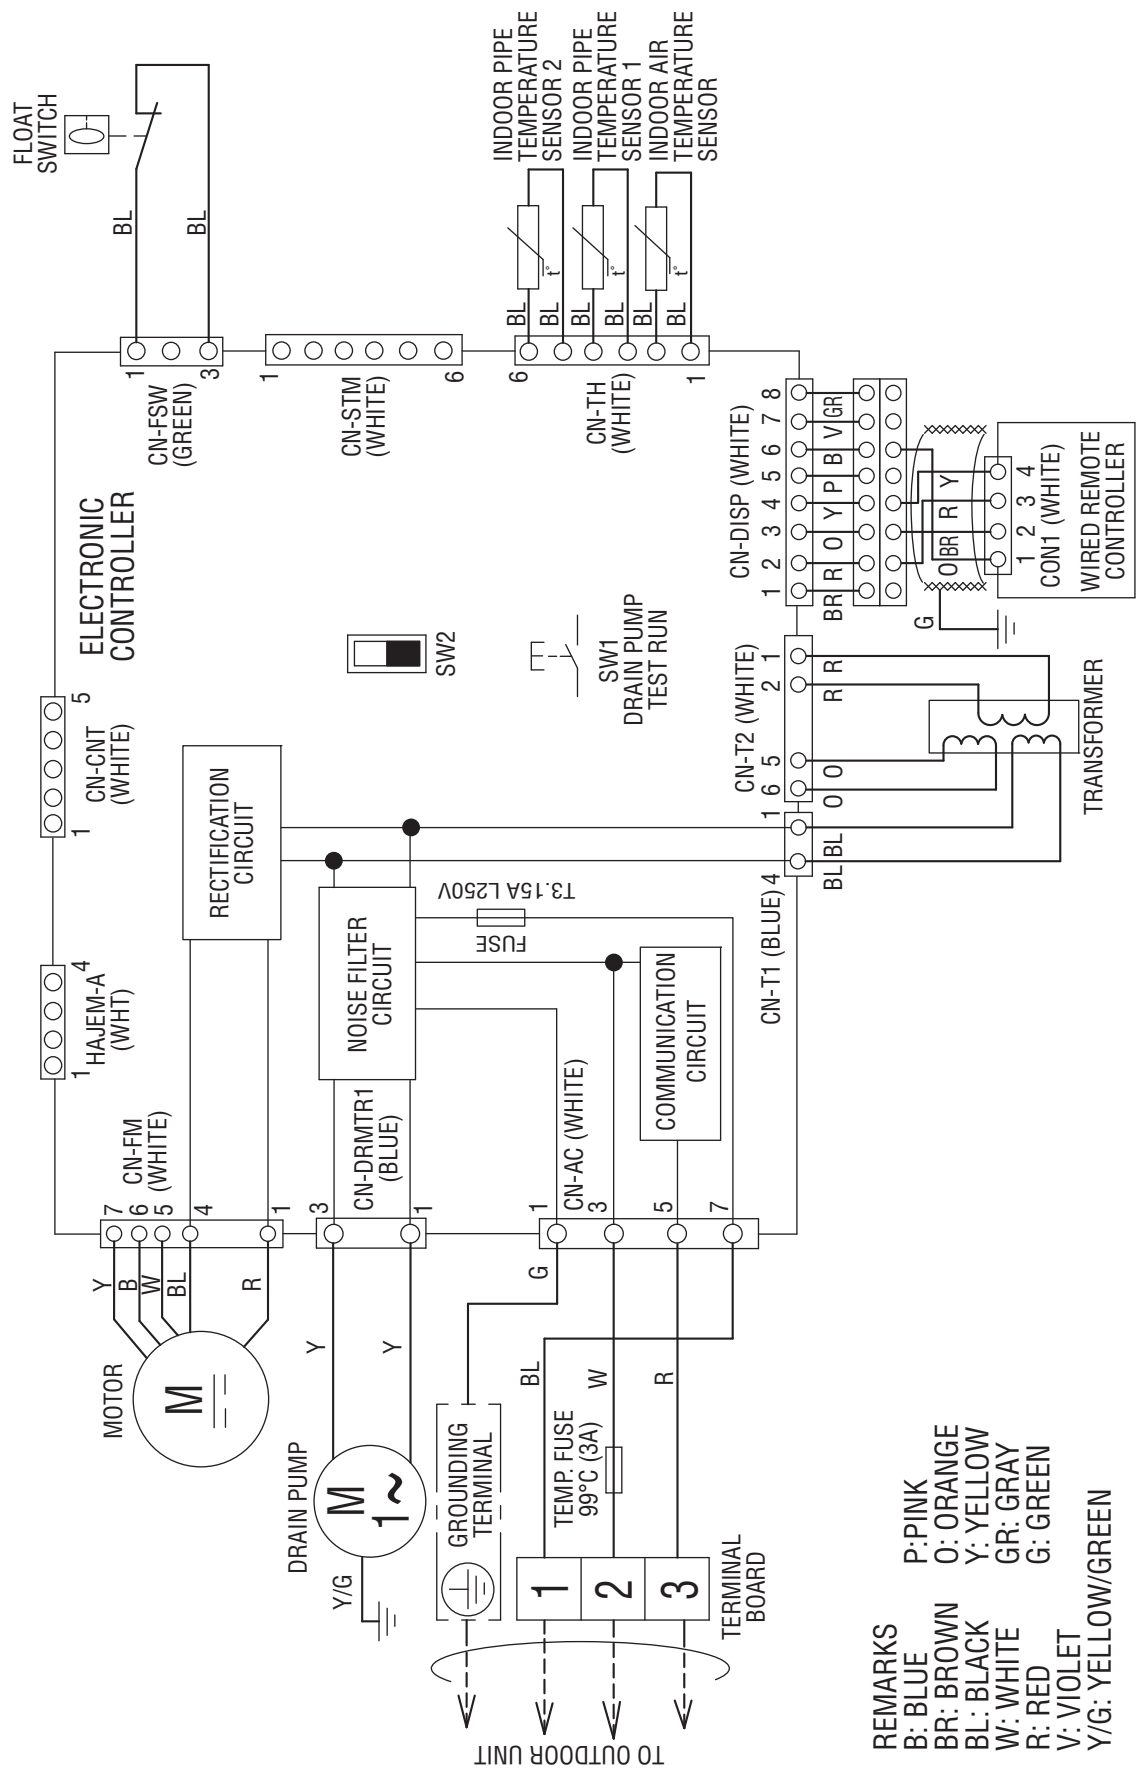 FLOAT
SWITCH
BL
BL
1
3
CN-FSW
(GREEN)
1
6
CN-STM
(WHITE)
INDOOR PIPE
TEMPERATURE
SENSOR 2
INDOOR PIPE
TEMPERATURE
SENSOR 1
INDOOR AIR
TEMPERATURE
SENSOR
t°
t°
t°
BL
BL
BL
BL
BL
BL
6
1
CN-TH
(WHITE)
ELECTRONIC
CONTROLLER
5
1
CN-CNT
(WHITE)
4
1
HAJEM-A
(WHT)
SW2
SW1
DRAIN PUMP
TEST RUN
CN-DISP (WHITE)
1 2 3 4 5 6 7 8
BR R O Y P B V GR
O BR R Y
1 2 3 4
CON1 (WHITE)
WIRED REMOTE
CONTROLLER
G
CN-T2 (WHITE)
6 5 2 1
O O R R
TRANSFORMER
CN-T1 (BLUE)
4 1
BL BL
RECTIFICATION
CIRCUIT
NOISE FILTER
CIRCUIT
FUSE
T3.15A L250V
COMMUNICATION
CIRCUIT
CN-FM
(WHITE)
7
6
5
4
1
Y
B
W
BL
R
MOTOR
M
CN-DRMTR1
(BLUE)
3
1
Y
Y
DRAIN PUMP
M
1~
Y/G
CN-AC (WHITE)
1
3
5
7
G
BL
W
R
GROUNDING
TERMINAL
TEMP. FUSE
99°C (3A)
1
2
3
TERMINAL
BOARD
TO OUTDOOR UNIT
REMARKS
B: BLUE P:PINK
BR: BROWN O: ORANGE
BL: BLACK Y: YELLOW
W: WHITE GR: GRAY
R: RED G: GREEN
V: VIOLET
Y/G: YELLOW/GREEN